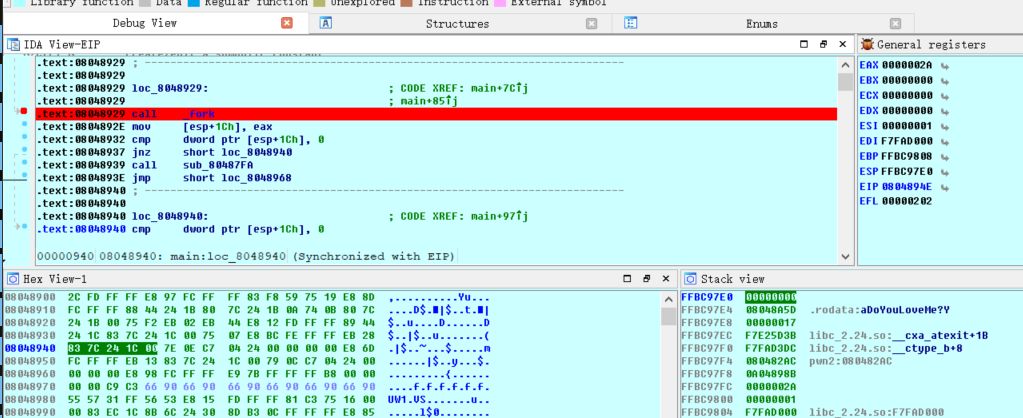 Library function Data Regular function Unexplored Instruction External symbol
Debug View Structures Enums
IDA View-EIP
.text:08048929 ; ---------------------------------------------------------------------------
.text:08048929
.text:08048929 loc_8048929: ; CODE XREF: main+7C↑j
.text:08048929 ; main+85↑j
.text:08048929 call _fork
.text:0804892E mov [esp+1Ch], eax
.text:08048932 cmp dword ptr [esp+1Ch], 0
.text:08048937 jnz short loc_8048940
.text:08048939 call sub_80487FA
.text:0804893E jmp short loc_8048968
.text:08048940 ; ---------------------------------------------------------------------------
.text:08048940
.text:08048940 loc_8048940: ; CODE XREF: main+97↑j
.text:08048940 cmp dword ptr [esp+1Ch], 0
00000940 08048940: main:loc_8048940 (Synchronized with EIP)
General registers
EAX 0000002A
EBX 00000000
ECX 00000000
EDX 00000000
ESI 00000001
EDI F7FAD000
EBP FFBC9808
ESP FFBC97E0
EIP 0804894E
EFL 00000202
Hex View-1
08048900 2C FD FF FF E8 97 FC FF FF 83 F8 59 75 19 E8 8D ,..........Yu...
08048910 FC FF FF 88 44 24 1B 80 7C 24 1B 0A 74 0B 80 7C
08048920 24 1B 00 75 F2 EB 02 EB 44 E8 12 FD FF FF 89 44
08048930 24 1C 83 7C 24 1C 00 75 07 E8 BC FE FF FF EB 28
08048940 83 7C 24 1C 00 7E 0E C7 04 24 00 00 00 00 E8 6D
08048950 FC FF FF EB 13 83 7C 24 1C 00 79 0C C7 04 24 00
08048960 00 00 00 E8 98 FC FF FF E9 7B FF FF FF B8 00 00
08048970 00 00 C9 C3 66 90 66 90 66 90 66 90 66 90 66 90 ....f.f.f.f.f.f.
08048980 55 57 31 FF 56 53 E8 15 FD FF FF 81 C3 75 16 00 UW1.VS.......u..
08048990 00 83 EC 1C 8B 6C 24 30 8D B3 0C FF FF FF E8 85 .....l$0........
Stack view
FFBC97E0 00000000
FFBC97E4 08048A5D .rodata:aDoYouLoveMe?Y
FFBC97E8 00000017
FFBC97EC F7E25D3B libc_2.24.so:__cxa_atexit+1B
FFBC97F0 F7FAD3DC libc_2.24.so:__ctype_b+8
FFBC97F4 080482AC pwn2:080482AC
FFBC97F8 0A04898B
FFBC97FC 0000002A
FFBC9800 00000001
FFBC9804 F7FAD000 libc_2.24.so:F7FAD000